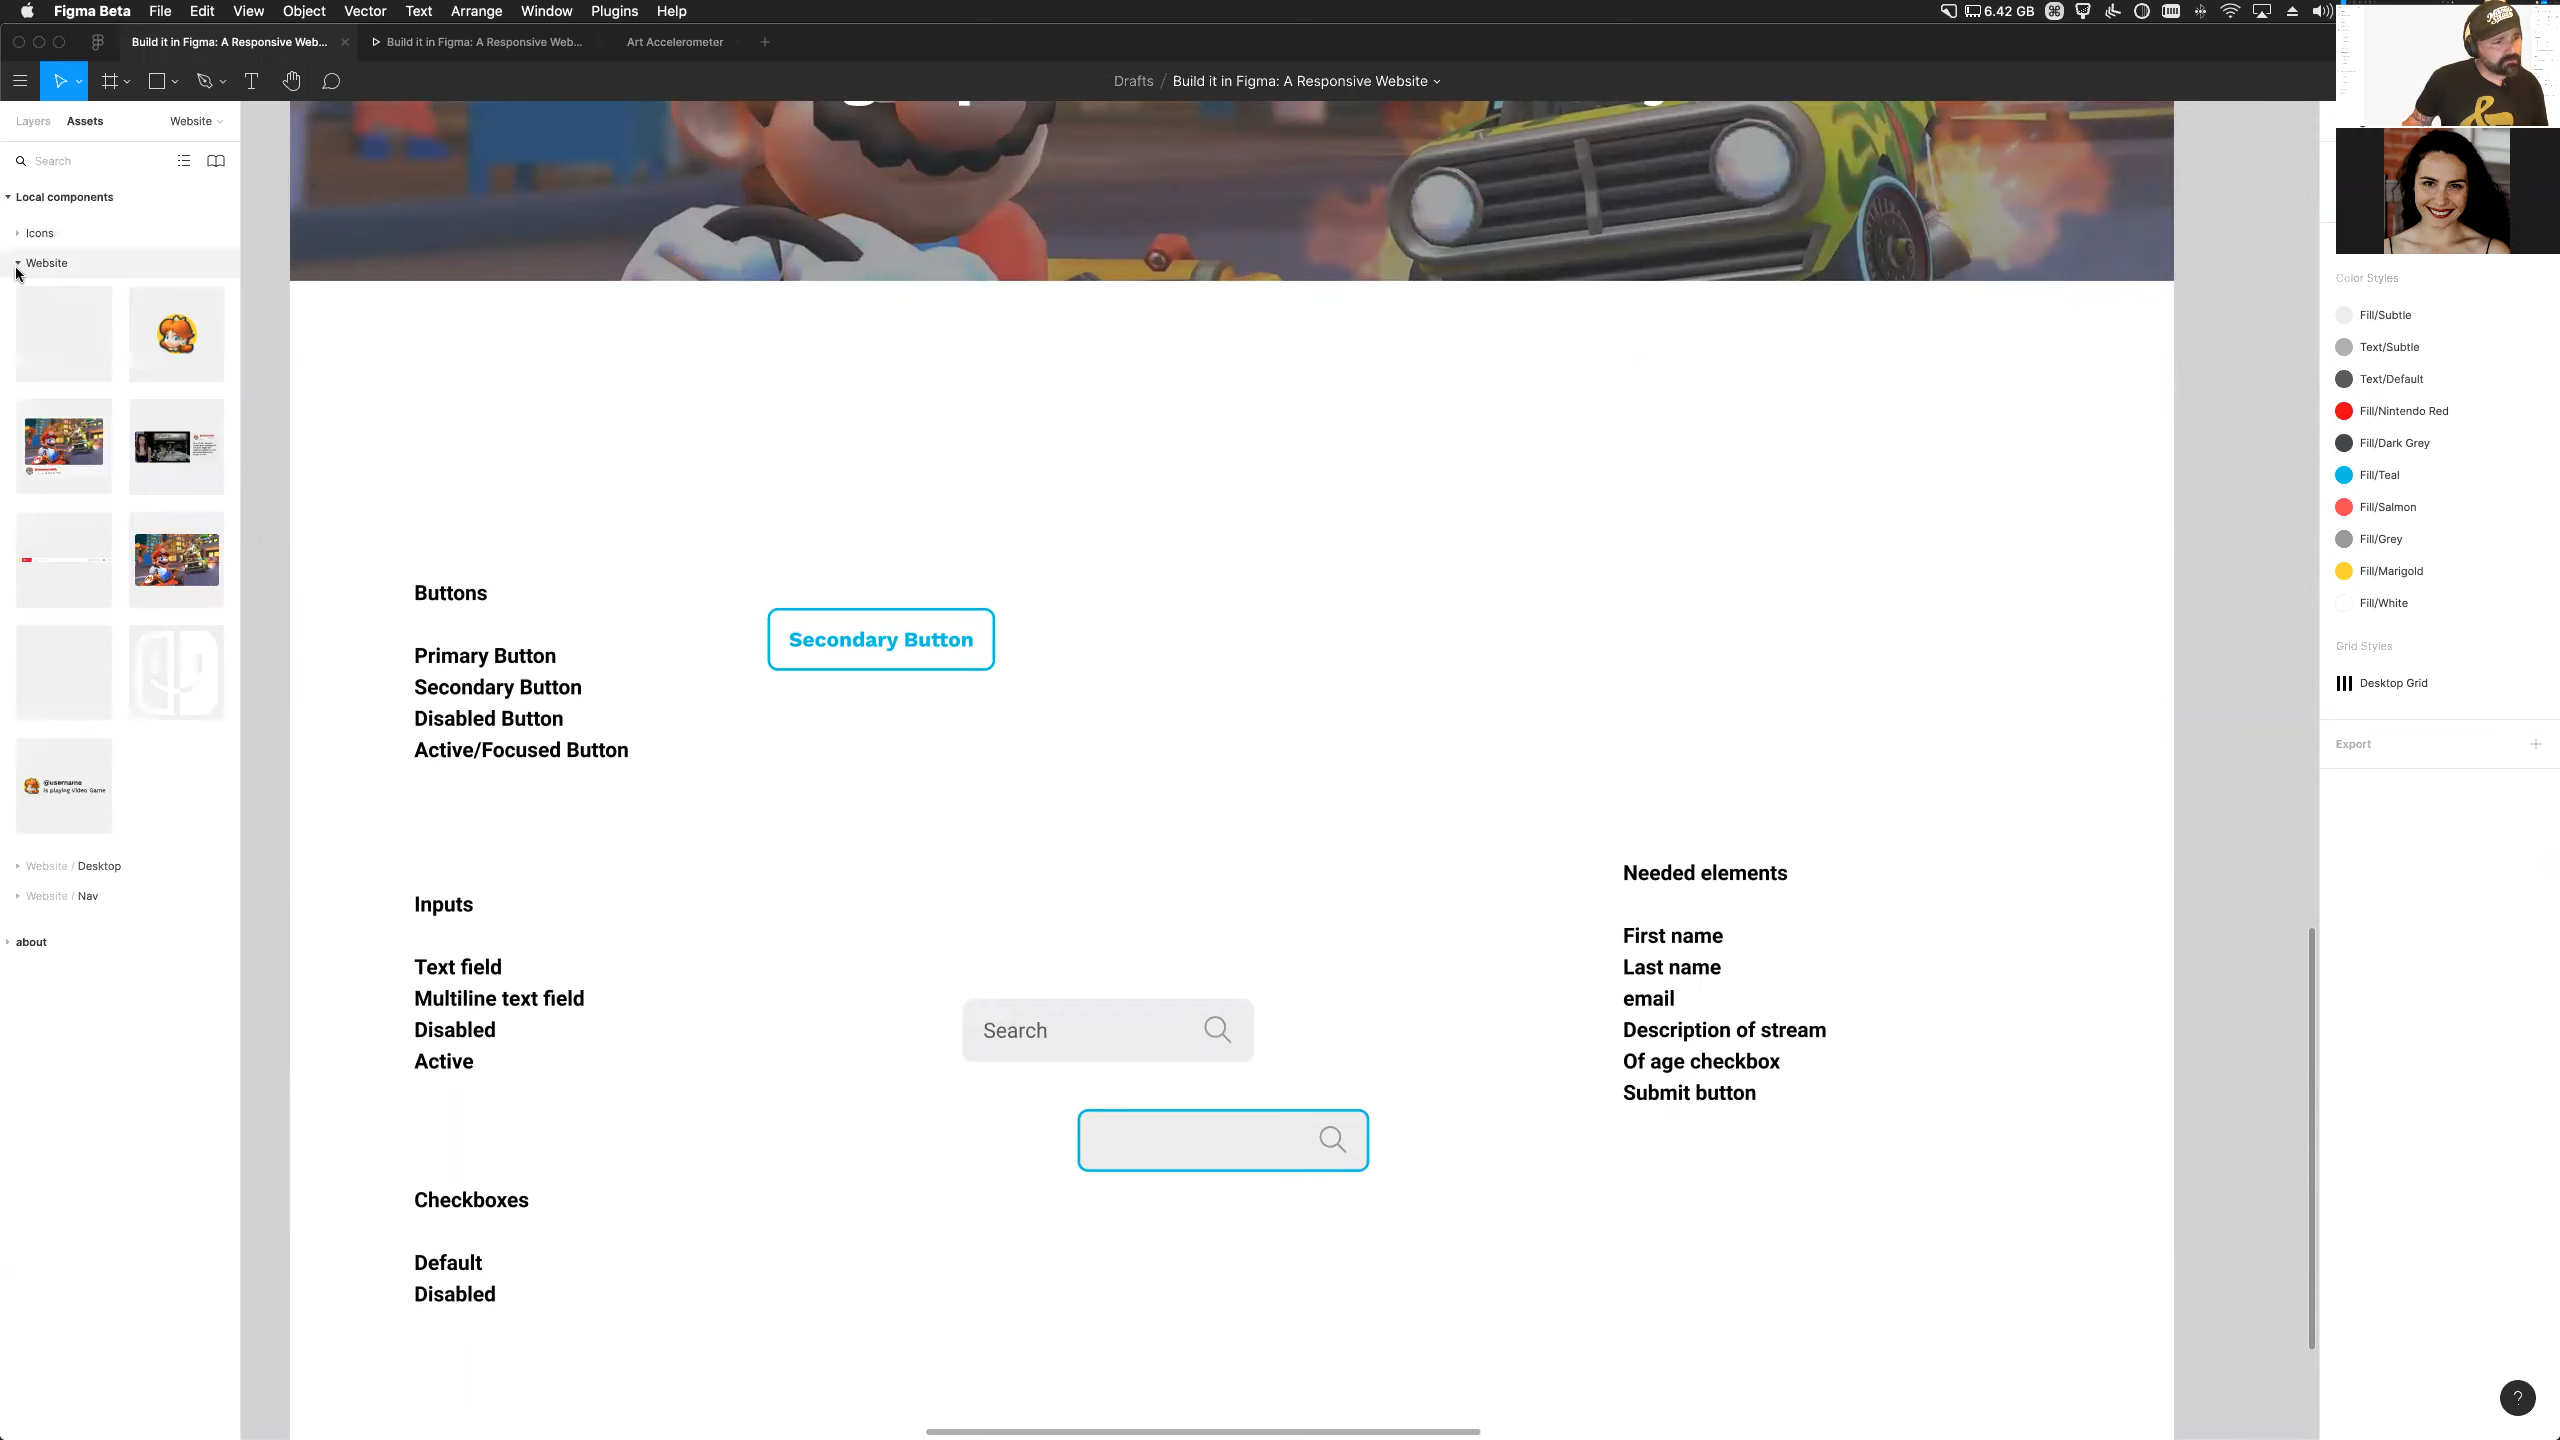 Figma Beta File Edit View Object Vector Text Arrange Window Plugins Help
6.42 GB
Build it in Figma: A Responsive Web...
Build it in Figma: A Responsive Web...
Art Accelerometer
Drafts / Build it in Figma: A Responsive Website
Layers Assets Website
Search
Local components
Icons
Website
@username
is playing Video Game
Website / Desktop
Website / Nav
about
Buttons
Primary Button
Secondary Button
Disabled Button
Active/Focused Button
Secondary Button
Inputs
Text field
Multiline text field
Disabled
Active
Search
Checkboxes
Default
Disabled
Needed elements
First name
Last name
email
Description of stream
Of age checkbox
Submit button
Color Styles
Fill/Subtle
Text/Subtle
Text/Default
Fill/Nintendo Red
Fill/Dark Grey
Fill/Teal
Fill/Salmon
Fill/Grey
Fill/Marigold
Fill/White
Grid Styles
Desktop Grid
Export
?